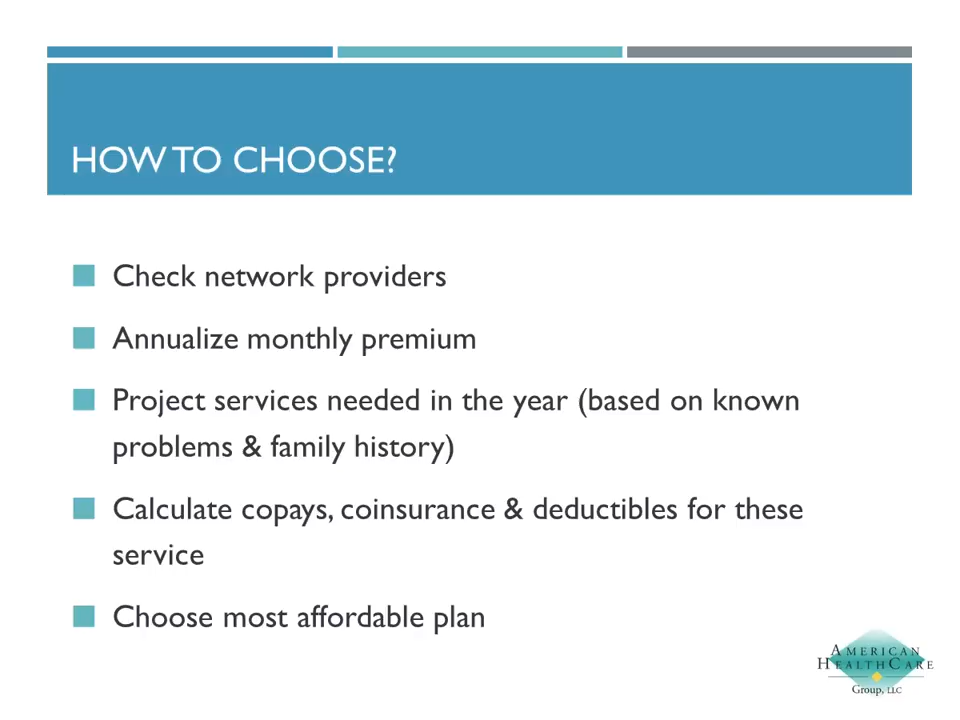 HOW TO CHOOSE?
Check network providers
Annualize monthly premium
Project services needed in the year (based on known
problems & family history)
Calculate copays, coinsurance & deductibles for these
service
Choose most affordable plan
AMERICAN
HEALTHCARE
Group, LLC